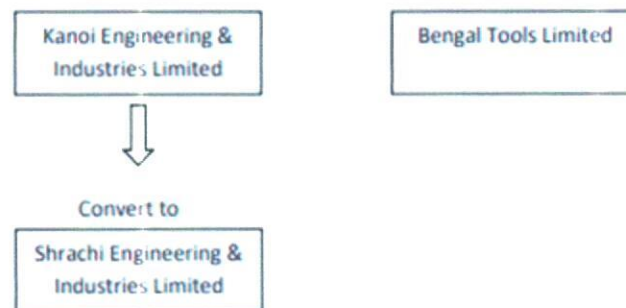 Kanoi Engineering &
Industries Limited
Bengal Tools Limited
Convert to
Shrachi Engineering &
Industries Limited